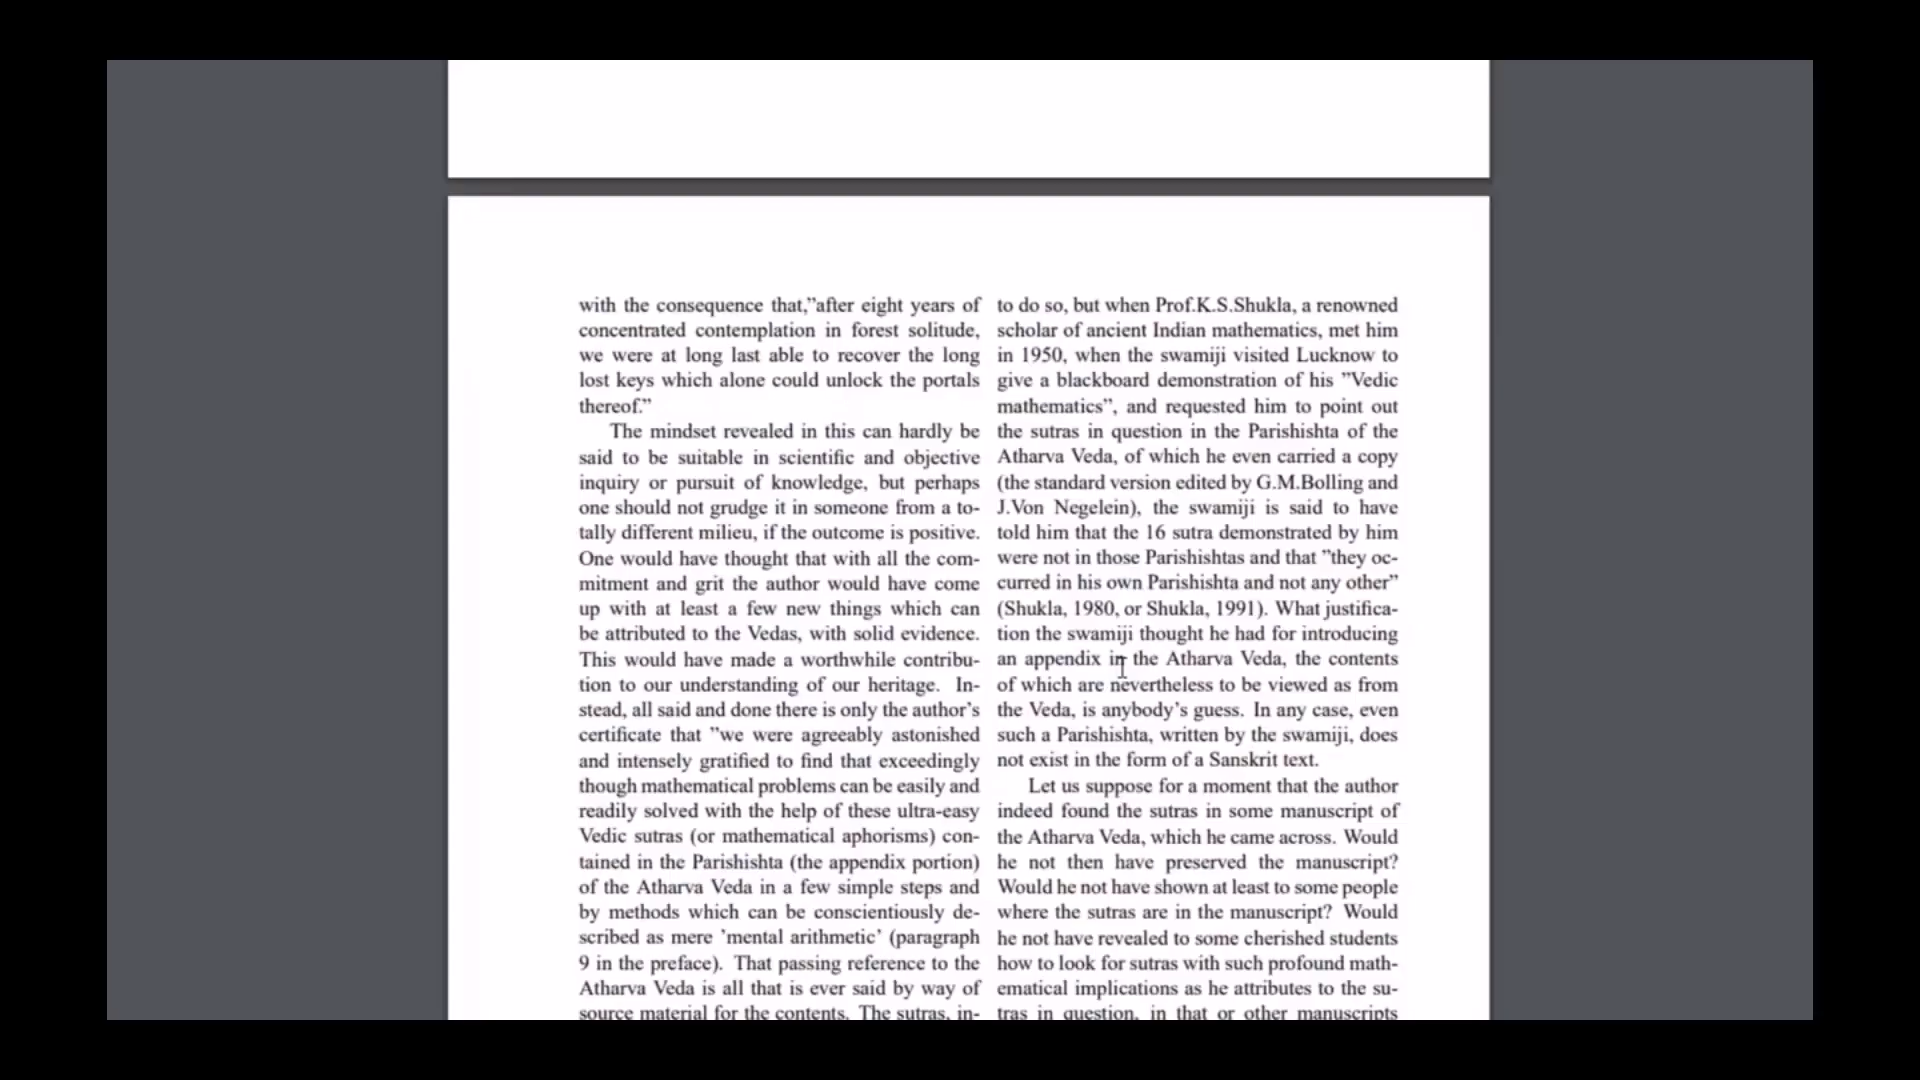 with the consequence that,”after eight years of
concentrated contemplation in forest solitude,
we were at long last able to recover the long
lost keys which alone could unlock the portals
thereof.”
The mindset revealed in this can hardly be
said to be suitable in scientific and objective
inquiry or pursuit of knowledge, but perhaps
one should not grudge it in someone from a to-
tally different milieu, if the outcome is positive.
One would have thought that with all the com-
mitment and grit the author would have come
up with at least a few new things which can
be attributed to the Vedas, with solid evidence.
This would have made a worthwhile contribu-
tion to our understanding of our heritage. In-
stead, all said and done there is only the author’s
certificate that ”we were agreeably astonished
and intensely gratified to find that exceedingly
though mathematical problems can be easily and
readily solved with the help of these ultra-easy
Vedic sutras (or mathematical aphorisms) con-
tained in the Parishishta (the appendix portion)
of the Atharva Veda in a few simple steps and
by methods which can be conscientiously de-
scribed as mere ’mental arithmetic’ (paragraph
9 in the preface). That passing reference to the
Atharva Veda is all that is ever said by way of
source material for the contents. The sutras, in-
to do so, but when Prof.K.S.Shukla, a renowned
scholar of ancient Indian mathematics, met him
in 1950, when the swamiji visited Lucknow to
give a blackboard demonstration of his ”Vedic
mathematics”, and requested him to point out
the sutras in question in the Parishishta of the
Atharva Veda, of which he even carried a copy
(the standard version edited by G.M.Bolling and
J.Von Negelein), the swamiji is said to have
told him that the 16 sutra demonstrated by him
were not in those Parishishtas and that ”they oc-
curred in his own Parishishta and not any other”
(Shukla, 1980, or Shukla, 1991). What justifica-
tion the swamiji thought he had for introducing
an appendix in the Atharva Veda, the contents
of which are nevertheless to be viewed as from
the Veda, is anybody’s guess. In any case, even
such a Parishishta, written by the swamiji, does
not exist in the form of a Sanskrit text.
Let us suppose for a moment that the author
indeed found the sutras in some manuscript of
the Atharva Veda, which he came across. Would
he not then have preserved the manuscript?
Would he not have shown at least to some people
where the sutras are in the manuscript? Would
he not have revealed to some cherished students
how to look for sutras with such profound math-
ematical implications as he attributes to the su-
tras in question, in that or other manuscripts